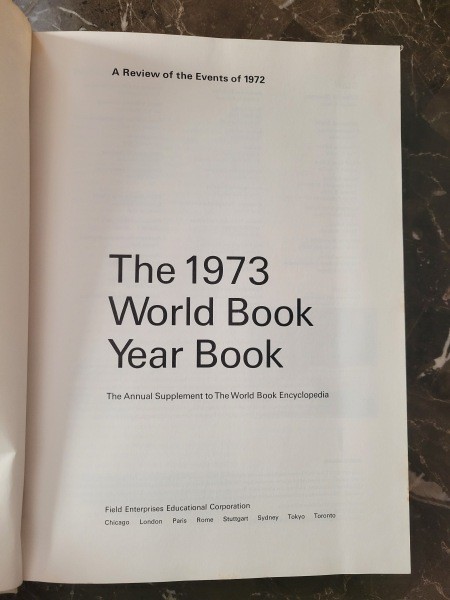 A Review of the Events of 1972
The 1973
World Book
Year Book
The Annual Supplement to The World Book Encyclopedia
Field Enterprises Educational Corporation
Chicago London Paris Rome Stuttgart Sydney Tokyo Toronto